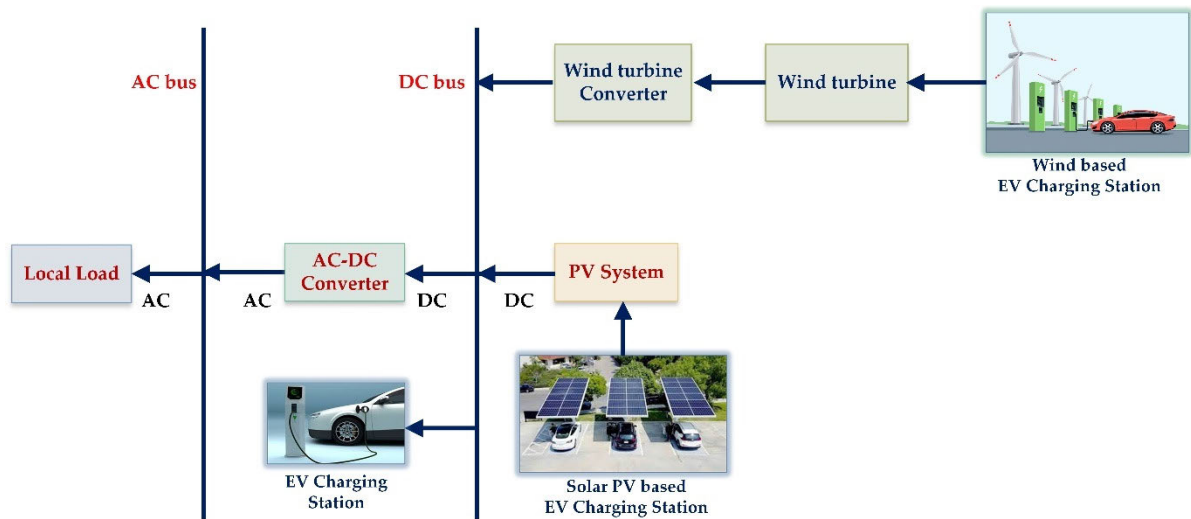 AC bus
DC bus
Wind turbine
Converter
Wind turbine
Wind based
EV Charging Station
Local Load
AC
AC
AC-DC
Converter
DC
DC
PV System
EV Charging
Station
Solar PV based
EV Charging Station